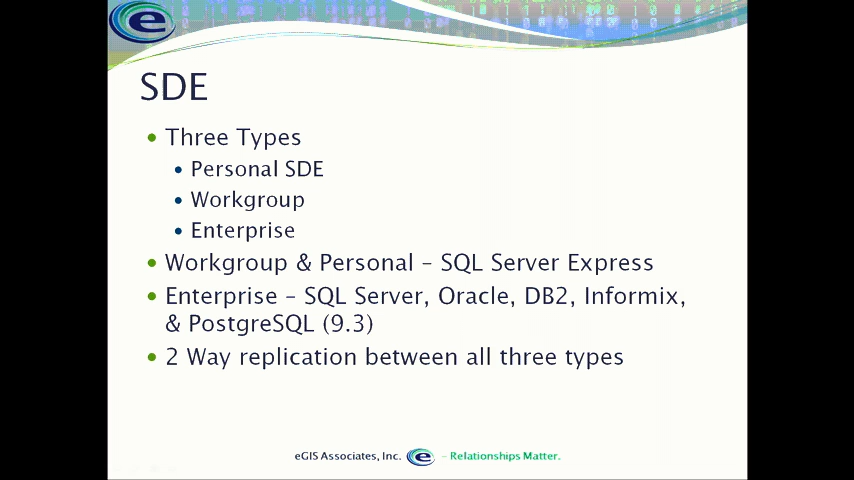 e
SDE
• Three Types
• Personal SDE
• Workgroup
• Enterprise
• Workgroup & Personal – SQL Server Express
• Enterprise – SQL Server, Oracle, DB2, Informix,
& PostgreSQL (9.3)
• 2 Way replication between all three types
eGIS Associates, Inc. e – Relationships Matter.